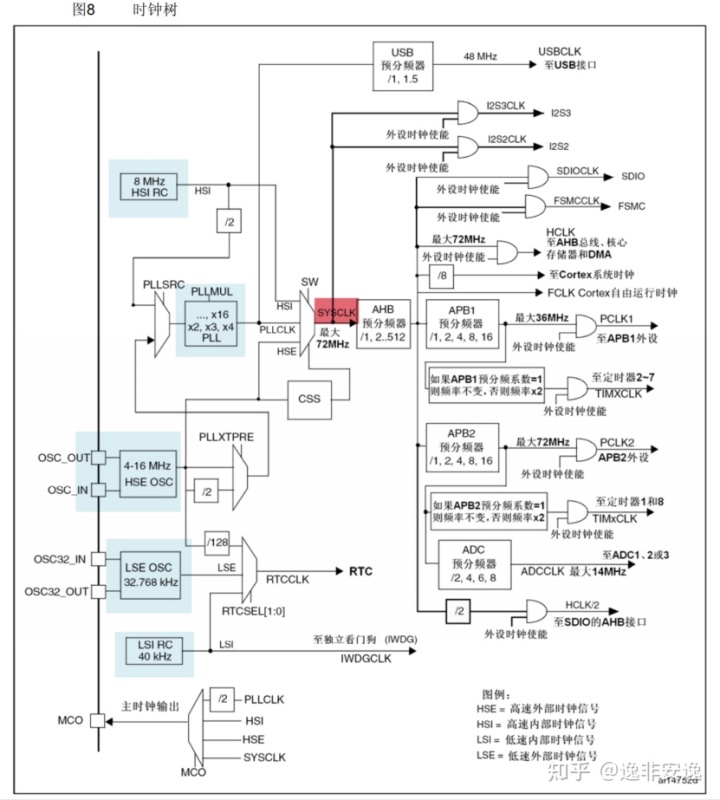 图8 时钟树
USB
预分频器
/1, 1.5
48 MHz
USBCLK
至USB接口
I2S3CLK
I2S3
外设时钟使能
I2S2CLK
I2S2
外设时钟使能
8 MHz
HSI RC
HSI
SDIOCLK
SDIO
外设时钟使能
FSMCCLK
FSMC
外设时钟使能
/2
最大72MHz
外设时钟使能
HCLK
至AHB总线、核心
存储器和DMA
/8
至Cortex系统时钟
FCLK Cortex自由运行时钟
PLLSRC
PLLMUL
..., x16
x2, x3, x4
PLL
PLLCLK
SW
HSI
HSE
SYSCLK
最大
72MHz
AHB
预分频器
/1, 2..512
APB1
预分频器
/1, 2, 4, 8, 16
最大36MHz
外设时钟使能
PCLK1
至APB1外设
CSS
如果APB1预分频系数=1
则频率不变，否则频率x2
至定时器2~7
TIMXCLK
外设时钟使能
PLLXTPRE
OSC_OUT
OSC_IN
4-16 MHz
HSE OSC
/2
APB2
预分频器
/1, 2, 4, 8, 16
最大72MHz
外设时钟使能
PCLK2
APB2外设
如果APB2预分频系数=1
则频率不变，否则频率x2
至定时器1和8
TIMxCLK
外设时钟使能
/128
OSC32_IN
OSC32_OUT
LSE OSC
32.768 kHz
LSE
RTCCLK
RTC
RTCSEL[1:0]
ADC
预分频器
/2, 4, 6, 8
至ADC1、2或3
ADCCLK 最大14MHz
/2
HCLK/2
至SDIO的AHB接口
外设时钟使能
LSI RC
40 kHz
LSI
至独立看门狗 (IWDG)
IWDGCLK
MCO
主时钟输出
/2
PLLCLK
HSI
HSE
SYSCLK
MCO
图例：
HSE = 高速外部时钟信号
HSI = 高速内部时钟信号
LSI = 低速内部时钟信号
LSE = 低速外部时钟信号
知乎 @逸非安逸